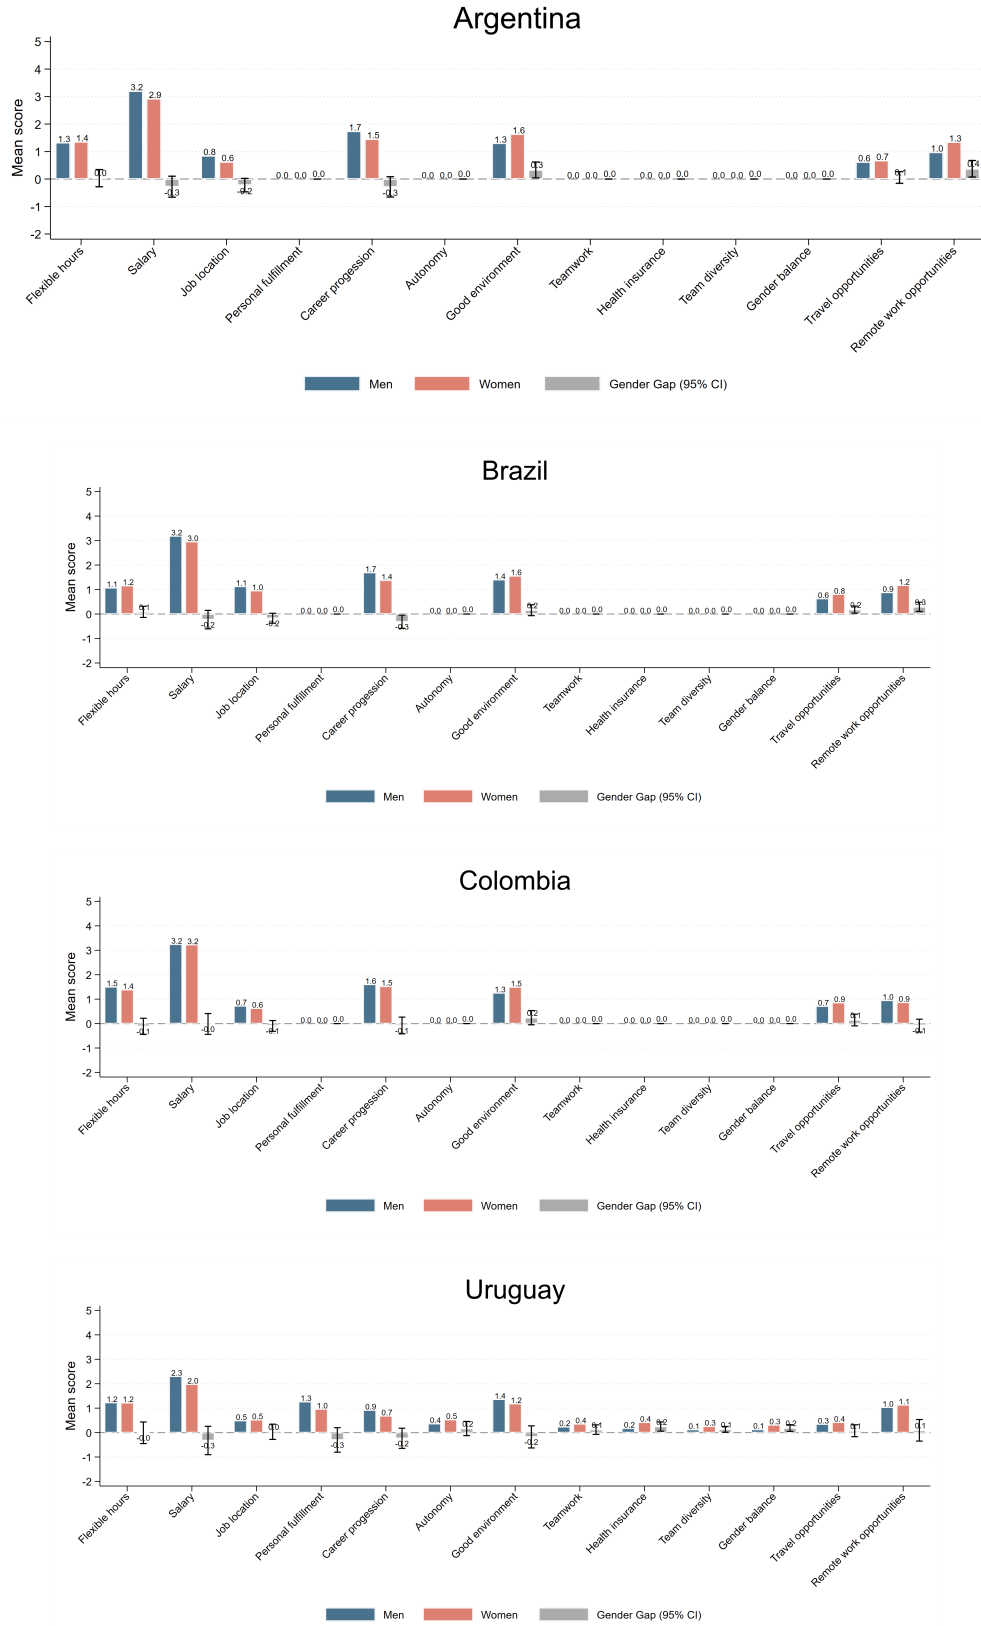 Argentina
Mean score
5
4
3
2
1
0
-1
-2
1.3 1.4 0.0
3.2 2.9 -0.3
0.8 0.6 -0.2
0.0 0.0 0.0
1.7 1.5 -0.3
0.0 0.0 0.0
1.3 1.6 0.3
0.0 0.0 0.0
0.0 0.0 0.0
0.0 0.0 0.0
0.0 0.0 0.0
0.6 0.7 0.1
1.0 1.3 0.4
Flexible hours
Salary
Job location
Personal fulfillment
Career progession
Autonomy
Good environment
Teamwork
Health insurance
Team diversity
Gender balance
Travel opportunities
Remote work opportunities
Men Women Gender Gap (95% CI)
Brazil
Mean score
5
4
3
2
1
0
-1
-2
1.1 1.2 0.1
3.2 3.0 -0.2
1.1 1.0 -0.2
0.0 0.0 0.0
1.7 1.4 -0.3
0.0 0.0 0.0
1.4 1.6 0.2
0.0 0.0 0.0
0.0 0.0 0.0
0.0 0.0 0.0
0.0 0.0 0.0
0.6 0.8 0.2
0.9 1.2 0.3
Flexible hours
Salary
Job location
Personal fulfillment
Career progession
Autonomy
Good environment
Teamwork
Health insurance
Team diversity
Gender balance
Travel opportunities
Remote work opportunities
Men Women Gender Gap (95% CI)
Colombia
Mean score
5
4
3
2
1
0
-1
-2
1.5 1.4 -0.1
3.2 3.2 -0.0
0.7 0.6 -0.1
0.0 0.0 0.0
1.6 1.5 -0.1
0.0 0.0 0.0
1.3 1.5 0.2
0.0 0.0 0.0
0.0 0.0 0.0
0.0 0.0 0.0
0.0 0.0 0.0
0.7 0.9 0.1
1.0 0.9 -0.1
Flexible hours
Salary
Job location
Personal fulfillment
Career progession
Autonomy
Good environment
Teamwork
Health insurance
Team diversity
Gender balance
Travel opportunities
Remote work opportunities
Men Women Gender Gap (95% CI)
Uruguay
Mean score
5
4
3
2
1
0
-1
-2
1.2 1.2 -0.0
2.3 2.0 -0.3
0.5 0.5 0.0
1.3 1.0 -0.3
0.9 0.7 -0.2
0.4 0.5 0.2
1.4 1.2 -0.2
0.2 0.4 0.1
0.2 0.4 0.2
0.1 0.3 0.1
0.1 0.3 0.2
0.3 0.4 0.1
1.0 1.1 0.1
Flexible hours
Salary
Job location
Personal fulfillment
Career progession
Autonomy
Good environment
Teamwork
Health insurance
Team diversity
Gender balance
Travel opportunities
Remote work opportunities
Men Women Gender Gap (95% CI)